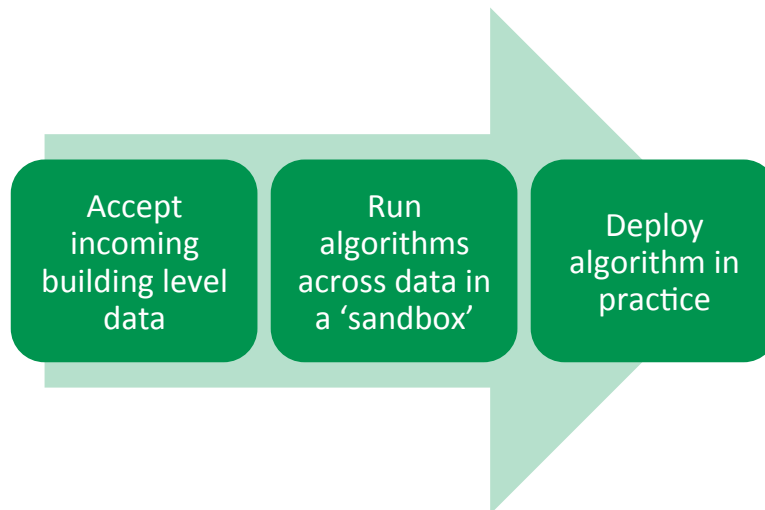 Accept
incoming
building level
data
Run
algorithms
across data in
a ‘sandbox’
Deploy
algorithm in
practice